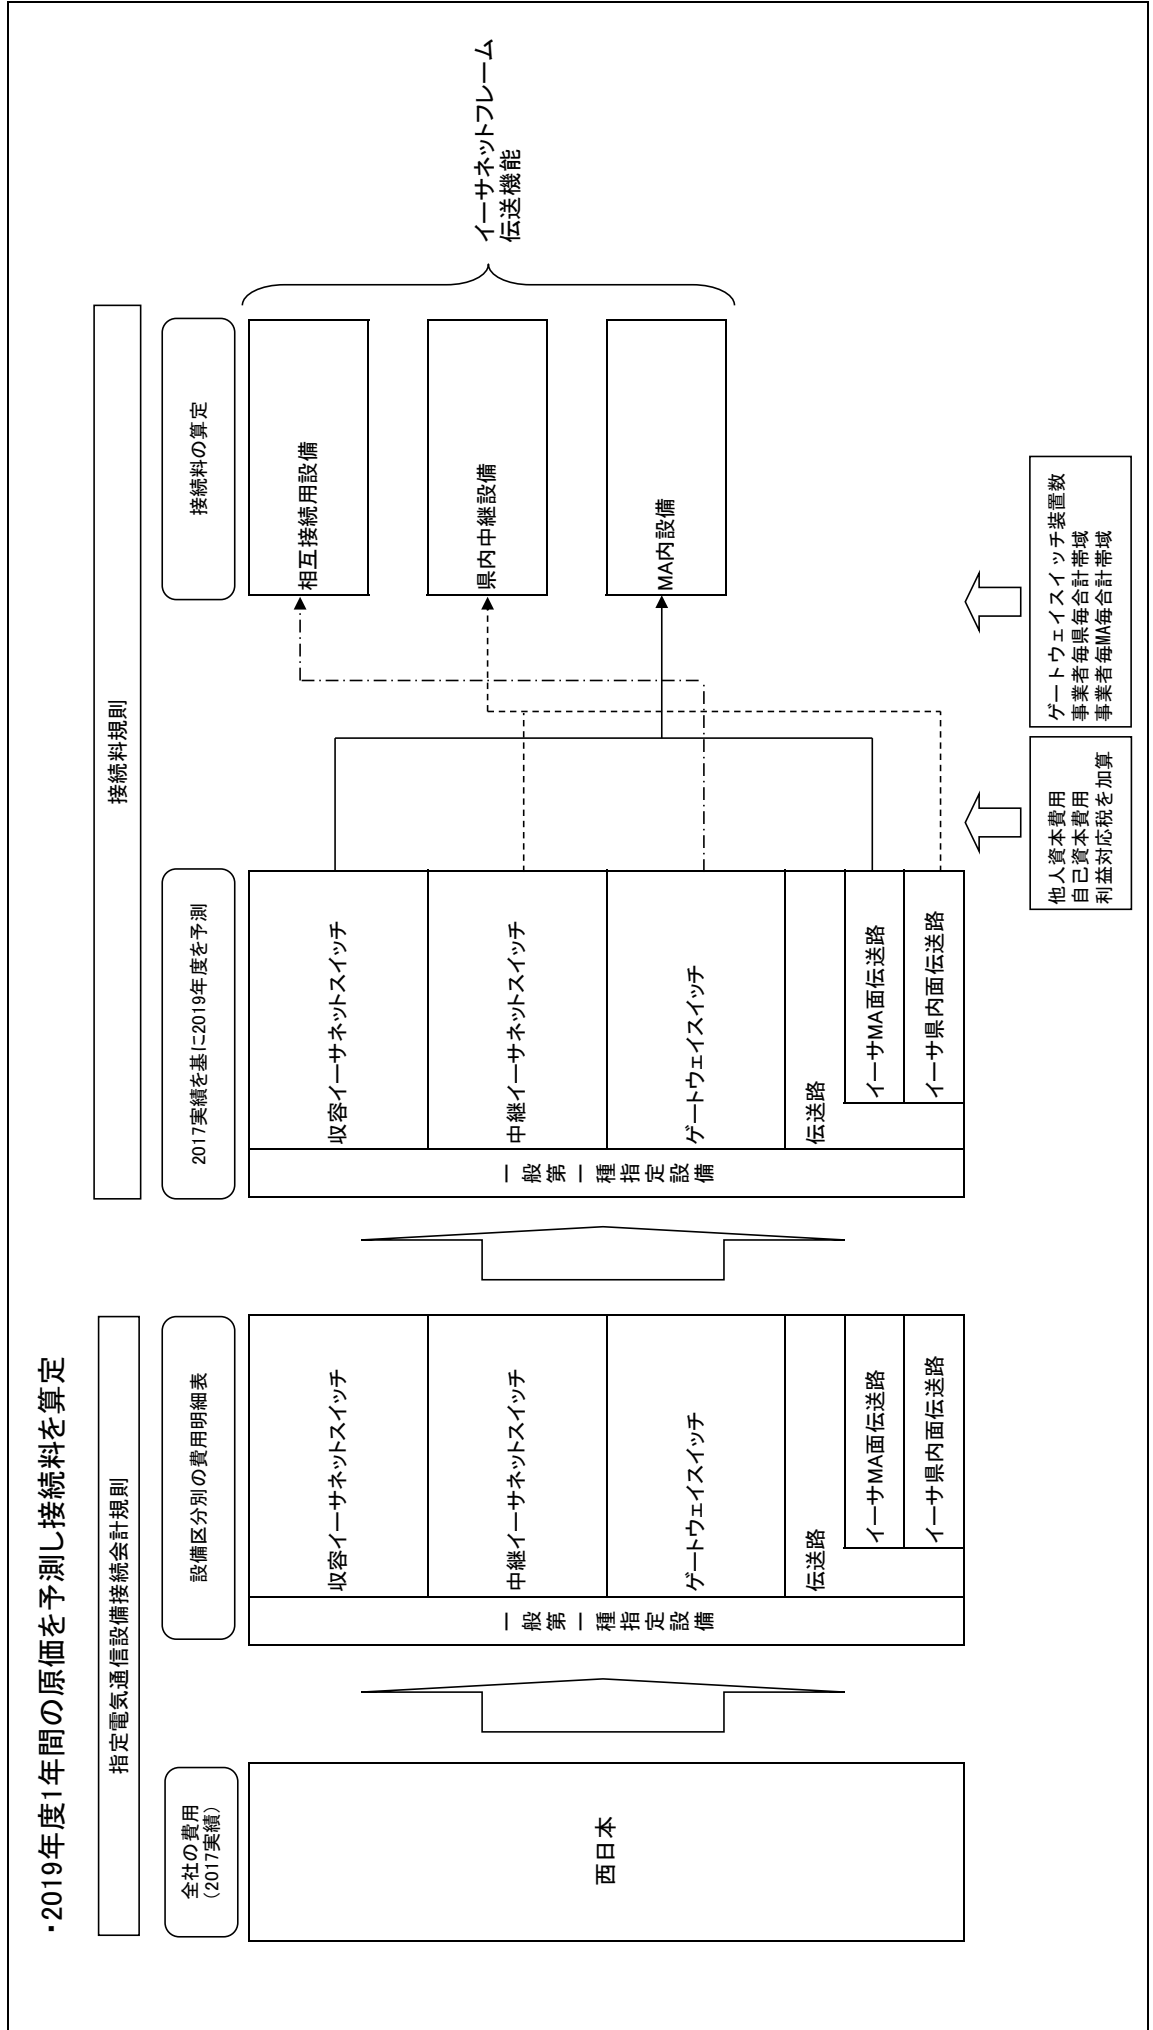 ・2019年度1年間の原価を予測し接続料を算定
指定電気通信設備接続会計規則
接続料規則
全社の費用
（2017実績）
設備区分別の費用明細表
2017実績を基に2019年度を予測
接続料の算定
西日本
一般第一種指定設備
収容イーサネットスイッチ
中継イーサネットスイッチ
ゲートウェイスイッチ
伝送路
イーサMA面伝送路
イーサ県内面伝送路
一般第一種指定設備
収容イーサネットスイッチ
中継イーサネットスイッチ
ゲートウェイスイッチ
伝送路
イーサMA面伝送路
イーサ県内面伝送路
相互接続用設備
県内中継設備
MA内設備
イーサネットフレーム
伝送機能
他人資本費用
自己資本費用
利益対応税を加算
ゲートウェイスイッチ装置数
事業者毎県毎合計帯域
事業者毎MA毎合計帯域